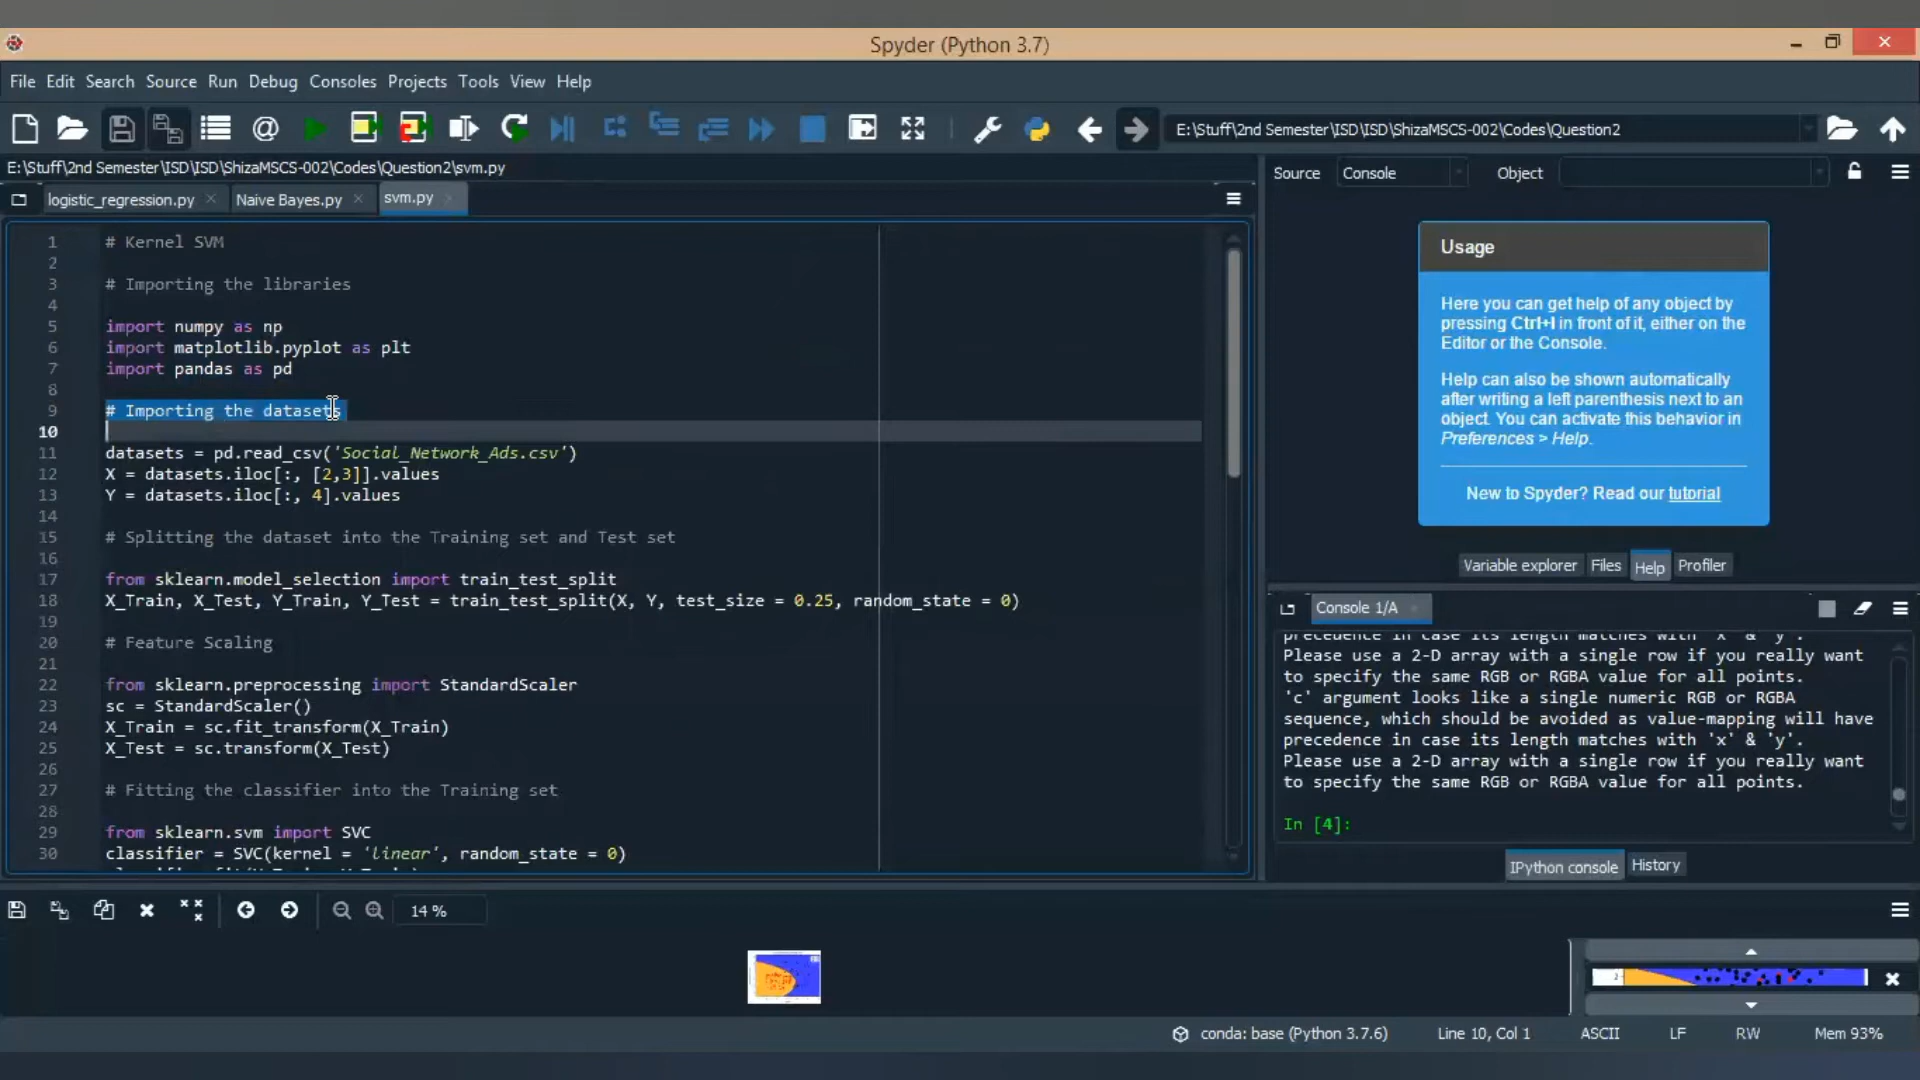 Spyder (Python 3.7)
File Edit Search Source Run Debug Consoles Projects Tools View Help
E:\Stuff\2nd Semester\ISD\ISD\ShizaMSCS-002\Codes\Question2
E:\Stuff\2nd Semester\ISD\ISD\ShizaMSCS-002\Codes\Question2\svm.py
logistic_regression.py Naive Bayes.py svm.py
1 # Kernel SVM
2
3 # Importing the libraries
4
5 import numpy as np
6 import matplotlib.pyplot as plt
7 import pandas as pd
8
9 # Importing the datasets
10
11 datasets = pd.read_csv('Social_Network_Ads.csv')
12 X = datasets.iloc[:, [2,3]].values
13 Y = datasets.iloc[:, 4].values
14
15 # Splitting the dataset into the Training set and Test set
16
17 from sklearn.model_selection import train_test_split
18 X_Train, X_Test, Y_Train, Y_Test = train_test_split(X, Y, test_size = 0.25, random_state = 0)
19
20 # Feature Scaling
21
22 from sklearn.preprocessing import StandardScaler
23 sc = StandardScaler()
24 X_Train = sc.fit_transform(X_Train)
25 X_Test = sc.transform(X_Test)
26
27 # Fitting the classifier into the Training set
28
29 from sklearn.svm import SVC
30 classifier = SVC(kernel = 'linear', random_state = 0)
Source Console Object
Usage
Here you can get help of any object by
pressing Ctrl+I in front of it, either on the
Editor or the Console.
Help can also be shown automatically
after writing a left parenthesis next to an
object. You can activate this behavior in
Preferences > Help.
New to Spyder? Read our tutorial
Variable explorer Files Help Profiler
Console 1/A
precedence in case its length matches with 'x' & 'y'.
Please use a 2-D array with a single row if you really want
to specify the same RGB or RGBA value for all points.
'c' argument looks like a single numeric RGB or RGBA
sequence, which should be avoided as value-mapping will have
precedence in case its length matches with 'x' & 'y'.
Please use a 2-D array with a single row if you really want
to specify the same RGB or RGBA value for all points.
In [4]:
IPython console History
14 %
conda: base (Python 3.7.6) Line 10, Col 1 ASCII LF RW Mem 93%